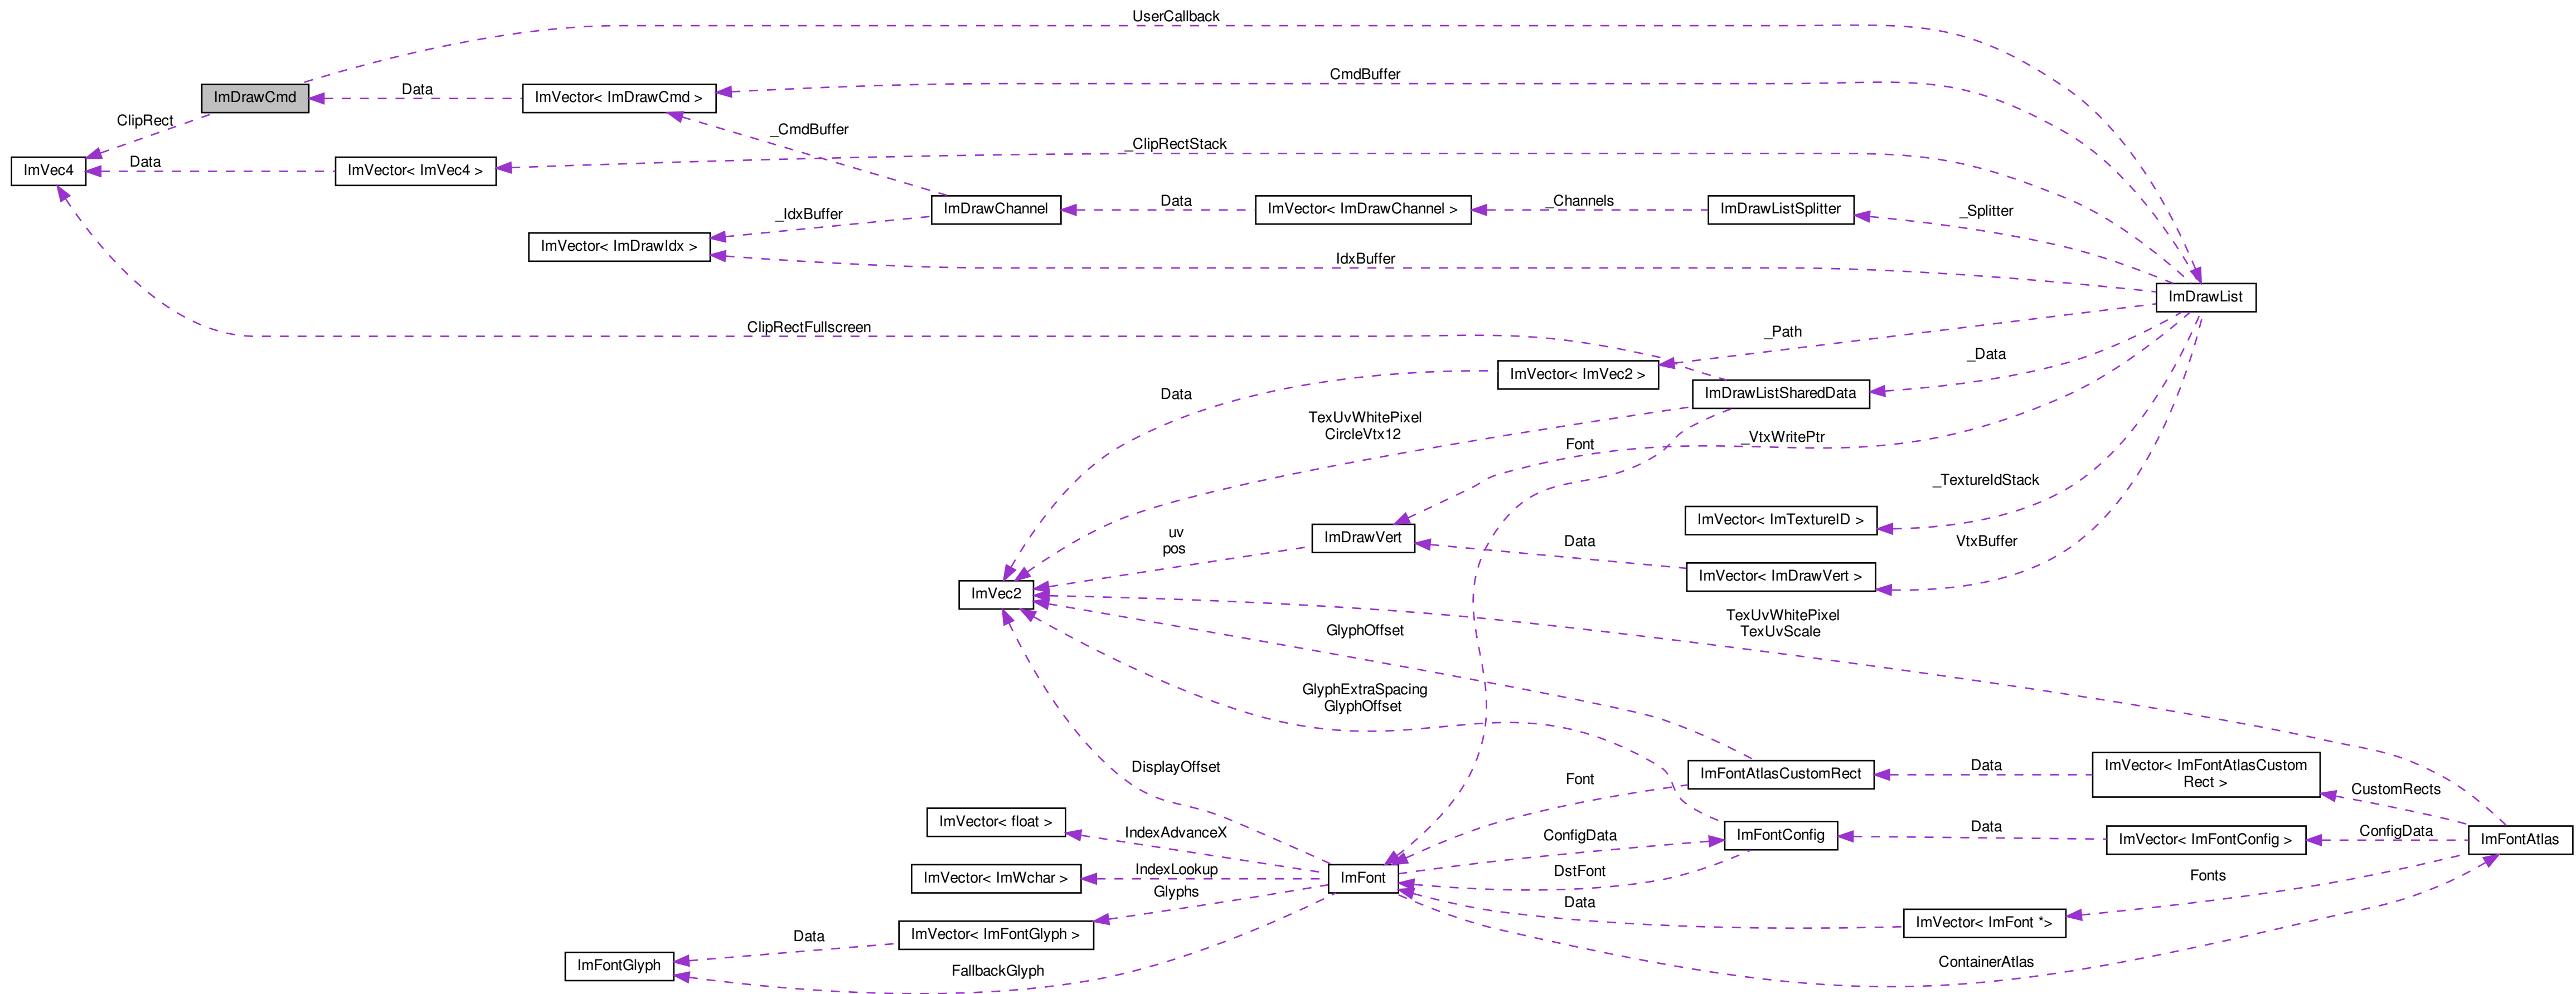 UserCallback
CmdBuffer
ImDrawCmd
Data
ImVector< ImDrawCmd >
ClipRect
_CmdBuffer
_ClipRectStack
ImVec4
Data
ImVector< ImVec4 >
_IdxBuffer
ImDrawChannel
Data
ImVector< ImDrawChannel >
_Channels
ImDrawListSplitter
_Splitter
ImVector< ImDrawIdx >
IdxBuffer
ImDrawList
ClipRectFullscreen
_Path
_Data
ImVector< ImVec2 >
Data
ImDrawListSharedData
TexUvWhitePixel
CircleVtx12
Font
_VtxWritePtr
_TextureIdStack
ImVector< ImTextureID >
uv
pos
ImDrawVert
Data
VtxBuffer
ImVector< ImDrawVert >
ImVec2
TexUvWhitePixel
TexUvScale
GlyphOffset
GlyphExtraSpacing
GlyphOffset
DisplayOffset
Font
ImFontAtlasCustomRect
Data
ImVector< ImFontAtlasCustom
Rect >
CustomRects
ImVector< float >
IndexAdvanceX
ConfigData
ImFontConfig
Data
ImVector< ImFontConfig >
ConfigData
ImFontAtlas
ImVector< ImWchar >
IndexLookup
Glyphs
ImFont
DstFont
Fonts
Data
ImVector< ImFont *>
ImVector< ImFontGlyph >
Data
ImFontGlyph
FallbackGlyph
ContainerAtlas